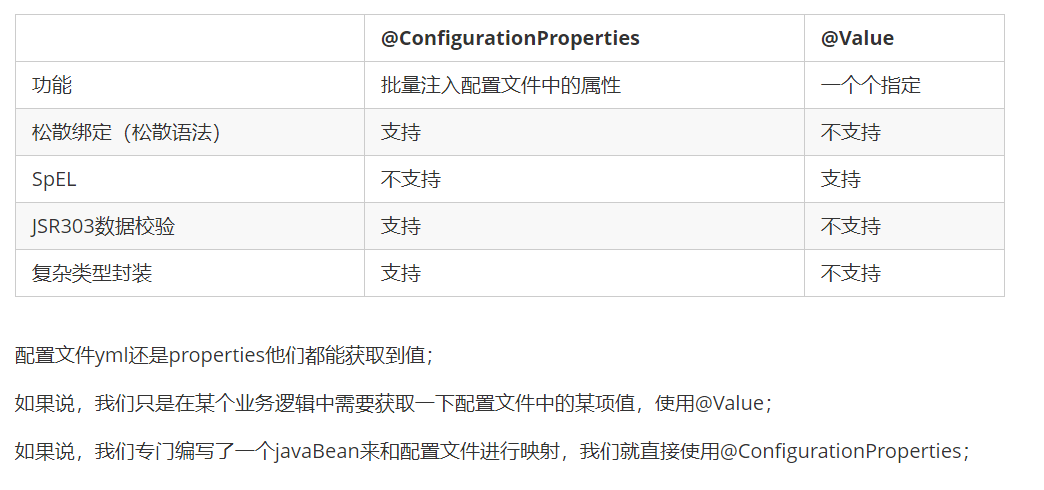 @ConfigurationProperties @Value
功能 批量注入配置文件中的属性 一个个指定
松散绑定（松散语法） 支持 不支持
SpEL 不支持 支持
JSR303数据校验 支持 不支持
复杂类型封装 支持 不支持
配置文件yml还是properties他们都能获取到值；
如果说，我们只是在某个业务逻辑中需要获取一下配置文件中的某项值，使用@Value；
如果说，我们专门编写了一个javaBean来和配置文件进行映射，我们就直接使用@ConfigurationProperties；